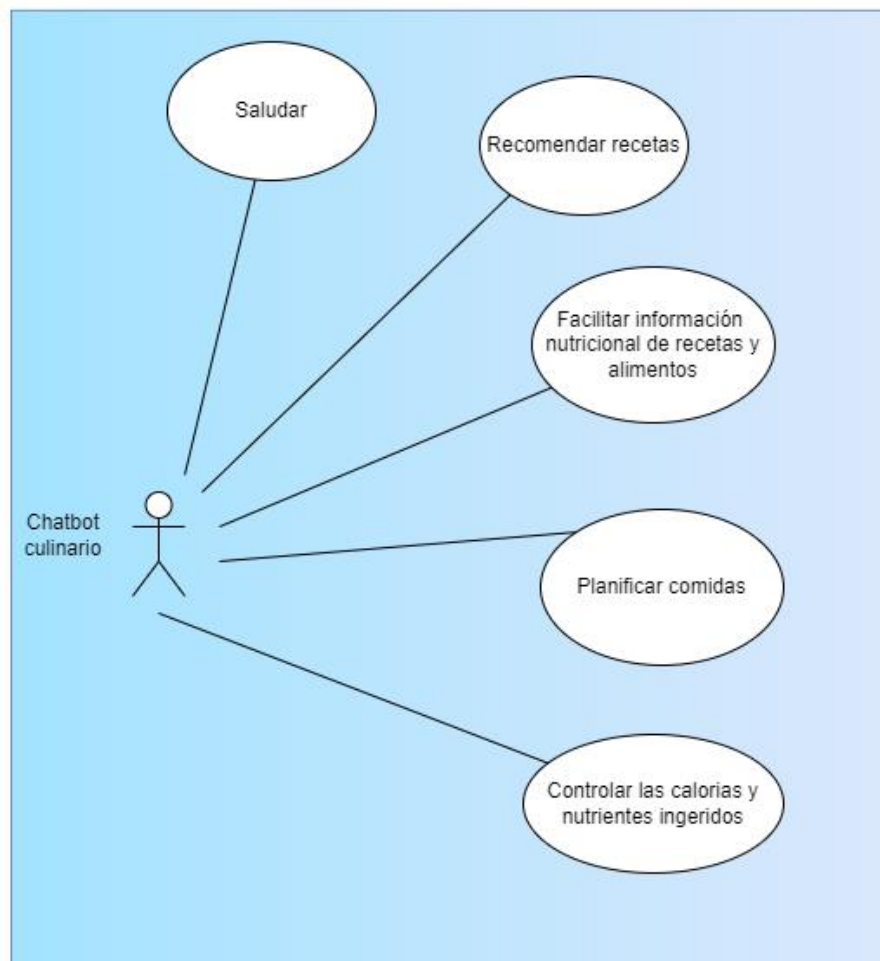 Saludar
Recomendar recetas
Facilitar información
nutricional de recetas y
alimentos
Chatbot
culinario
Planificar comidas
Controlar las calorias y
nutrientes ingeridos